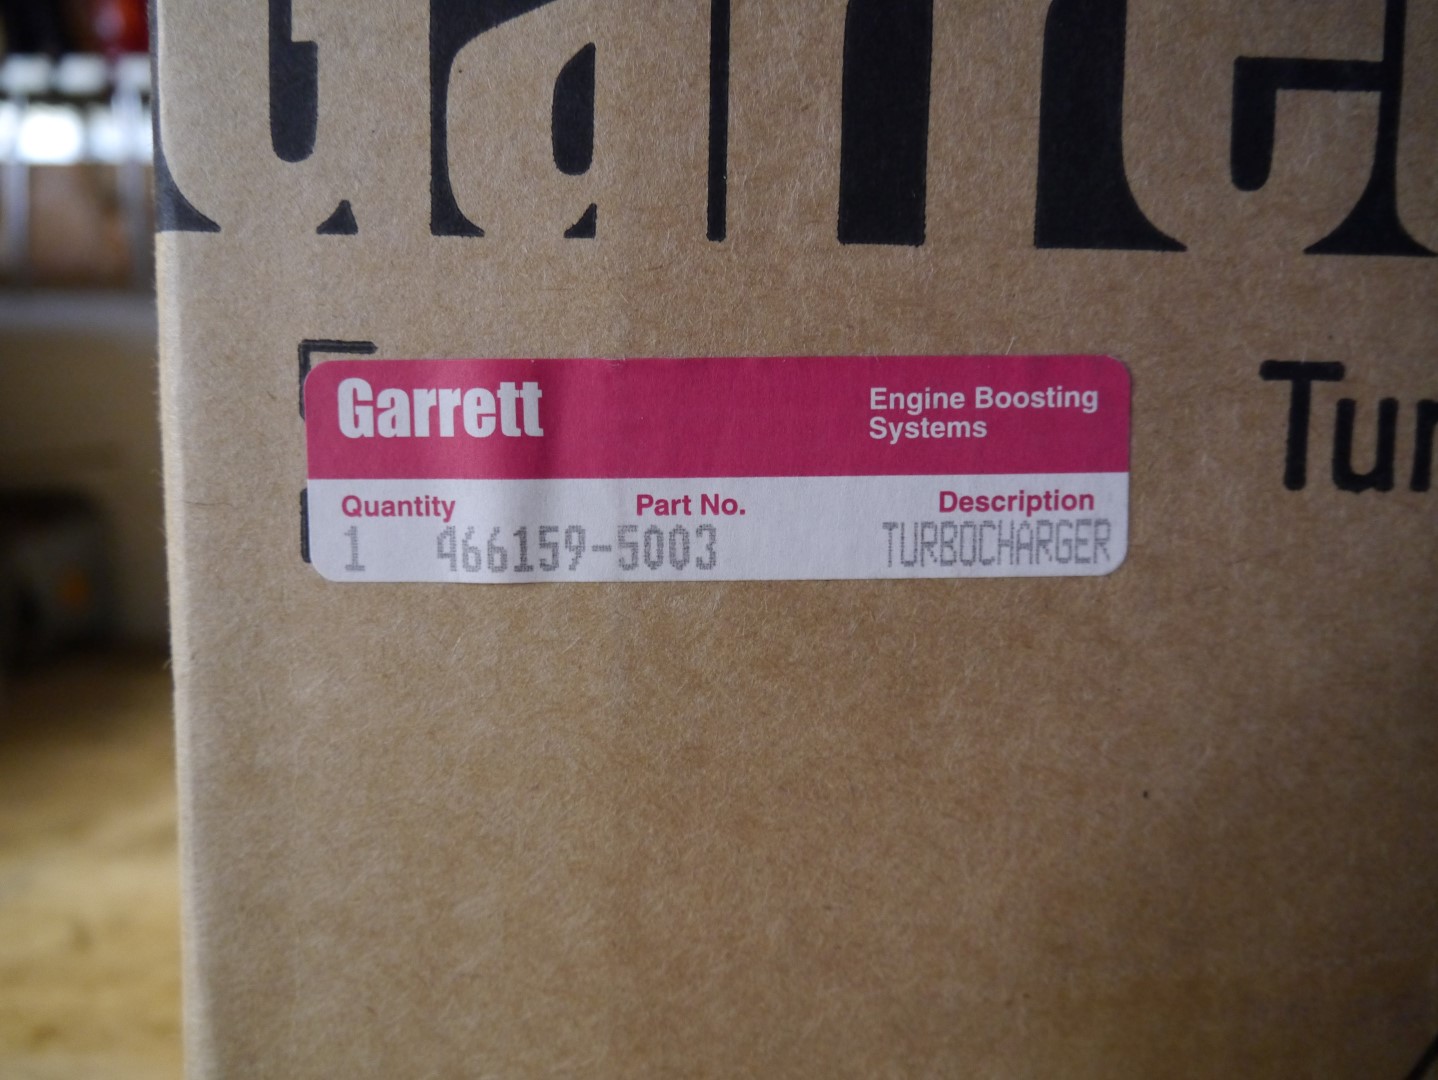 Garrett
Engine Boosting
Systems
Quantity Part No. Description
1 466159-5003 TURBOCHARGER